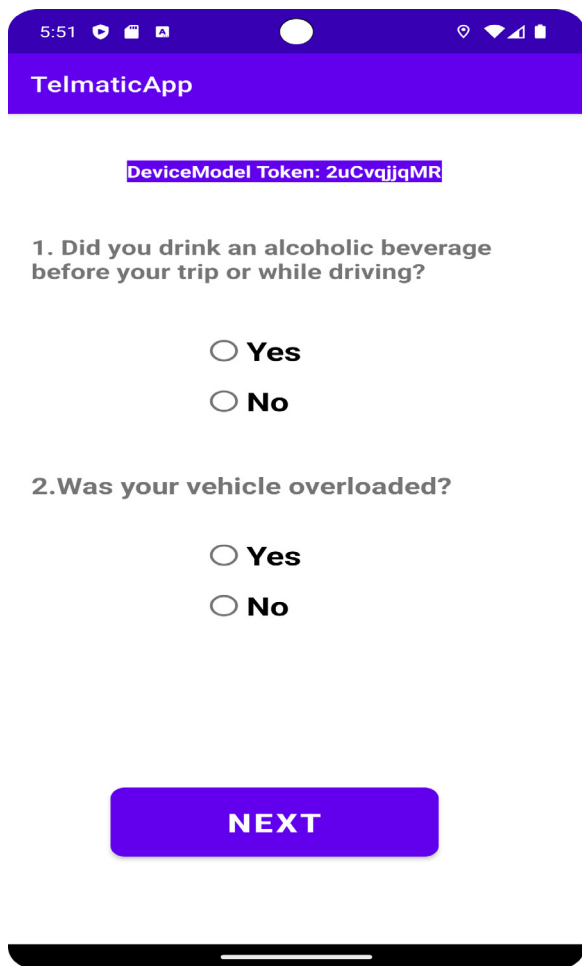 5:51
TelmaticApp
DeviceModel Token: 2uCvqjjqMR
1. Did you drink an alcoholic beverage
before your trip or while driving?
Yes
No
2.Was your vehicle overloaded?
Yes
No
NEXT